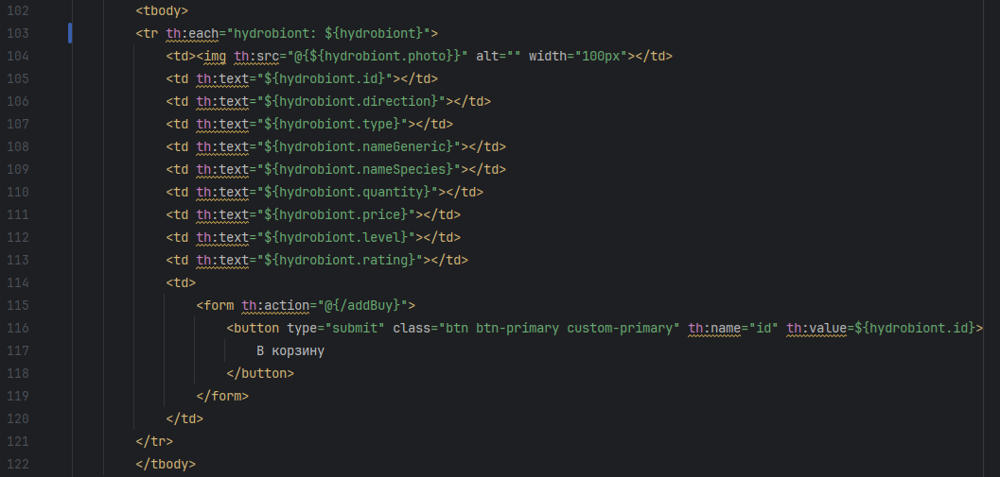 102 <tbody>
103 <tr th:each="hydrobiont: ${hydrobiont}">
104 <td><img th:src="@{${hydrobiont.photo}}" alt="" width="100px"></td>
105 <td th:text="${hydrobiont.id}"></td>
106 <td th:text="${hydrobiont.direction}"></td>
107 <td th:text="${hydrobiont.type}"></td>
108 <td th:text="${hydrobiont.nameGeneric}"></td>
109 <td th:text="${hydrobiont.nameSpecies}"></td>
110 <td th:text="${hydrobiont.quantity}"></td>
111 <td th:text="${hydrobiont.price}"></td>
112 <td th:text="${hydrobiont.level}"></td>
113 <td th:text="${hydrobiont.rating}"></td>
114 <td>
115 <form th:action="@{/addBuy}">
116 <button type="submit" class="btn btn-primary custom-primary" th:name="id" th:value=${hydrobiont.id}>
117 В корзину
118 </button>
119 </form>
120 </td>
121 </tr>
122 </tbody>